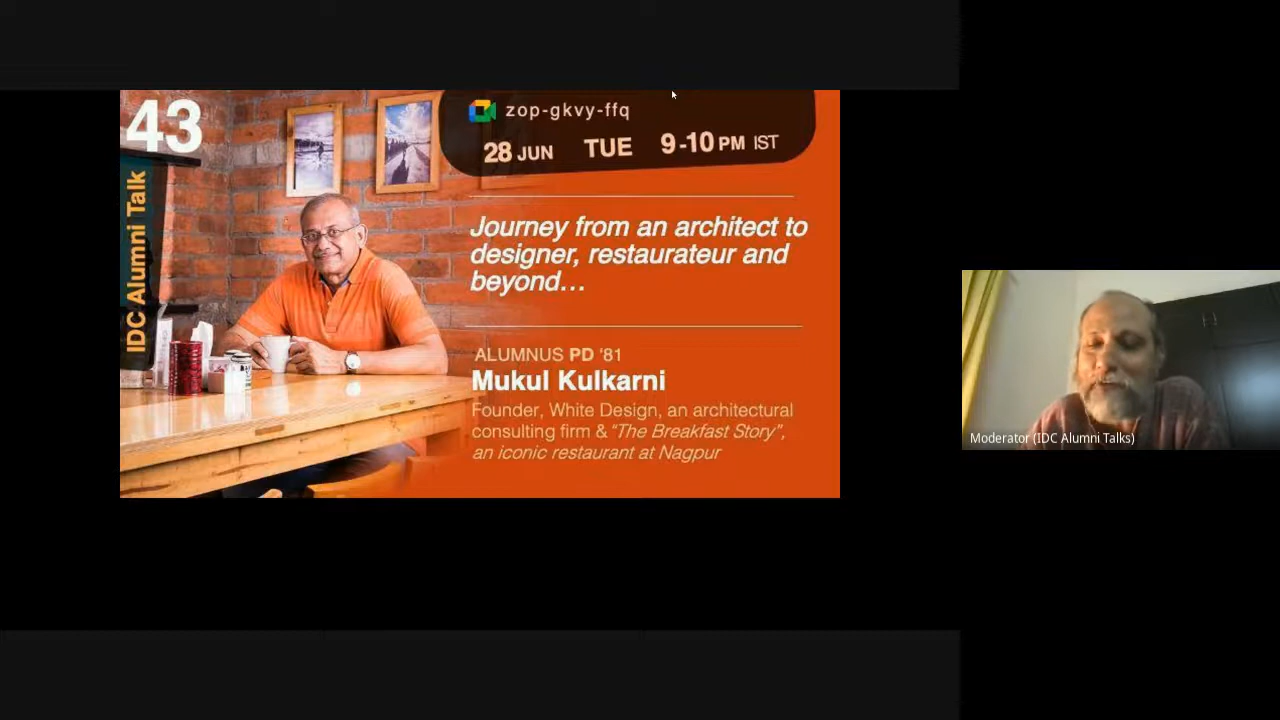 43
IDC Alumni Talk
zop-gkvy-ffq
28 JUN TUE 9-10 PM IST
Journey from an architect to
designer, restaurateur and
beyond...
ALUMNUS PD '81
Mukul Kulkarni
Founder, White Design, an architectural
consulting firm & "The Breakfast Story",
an iconic restaurant at Nagpur
Moderator (IDC Alumni Talks)